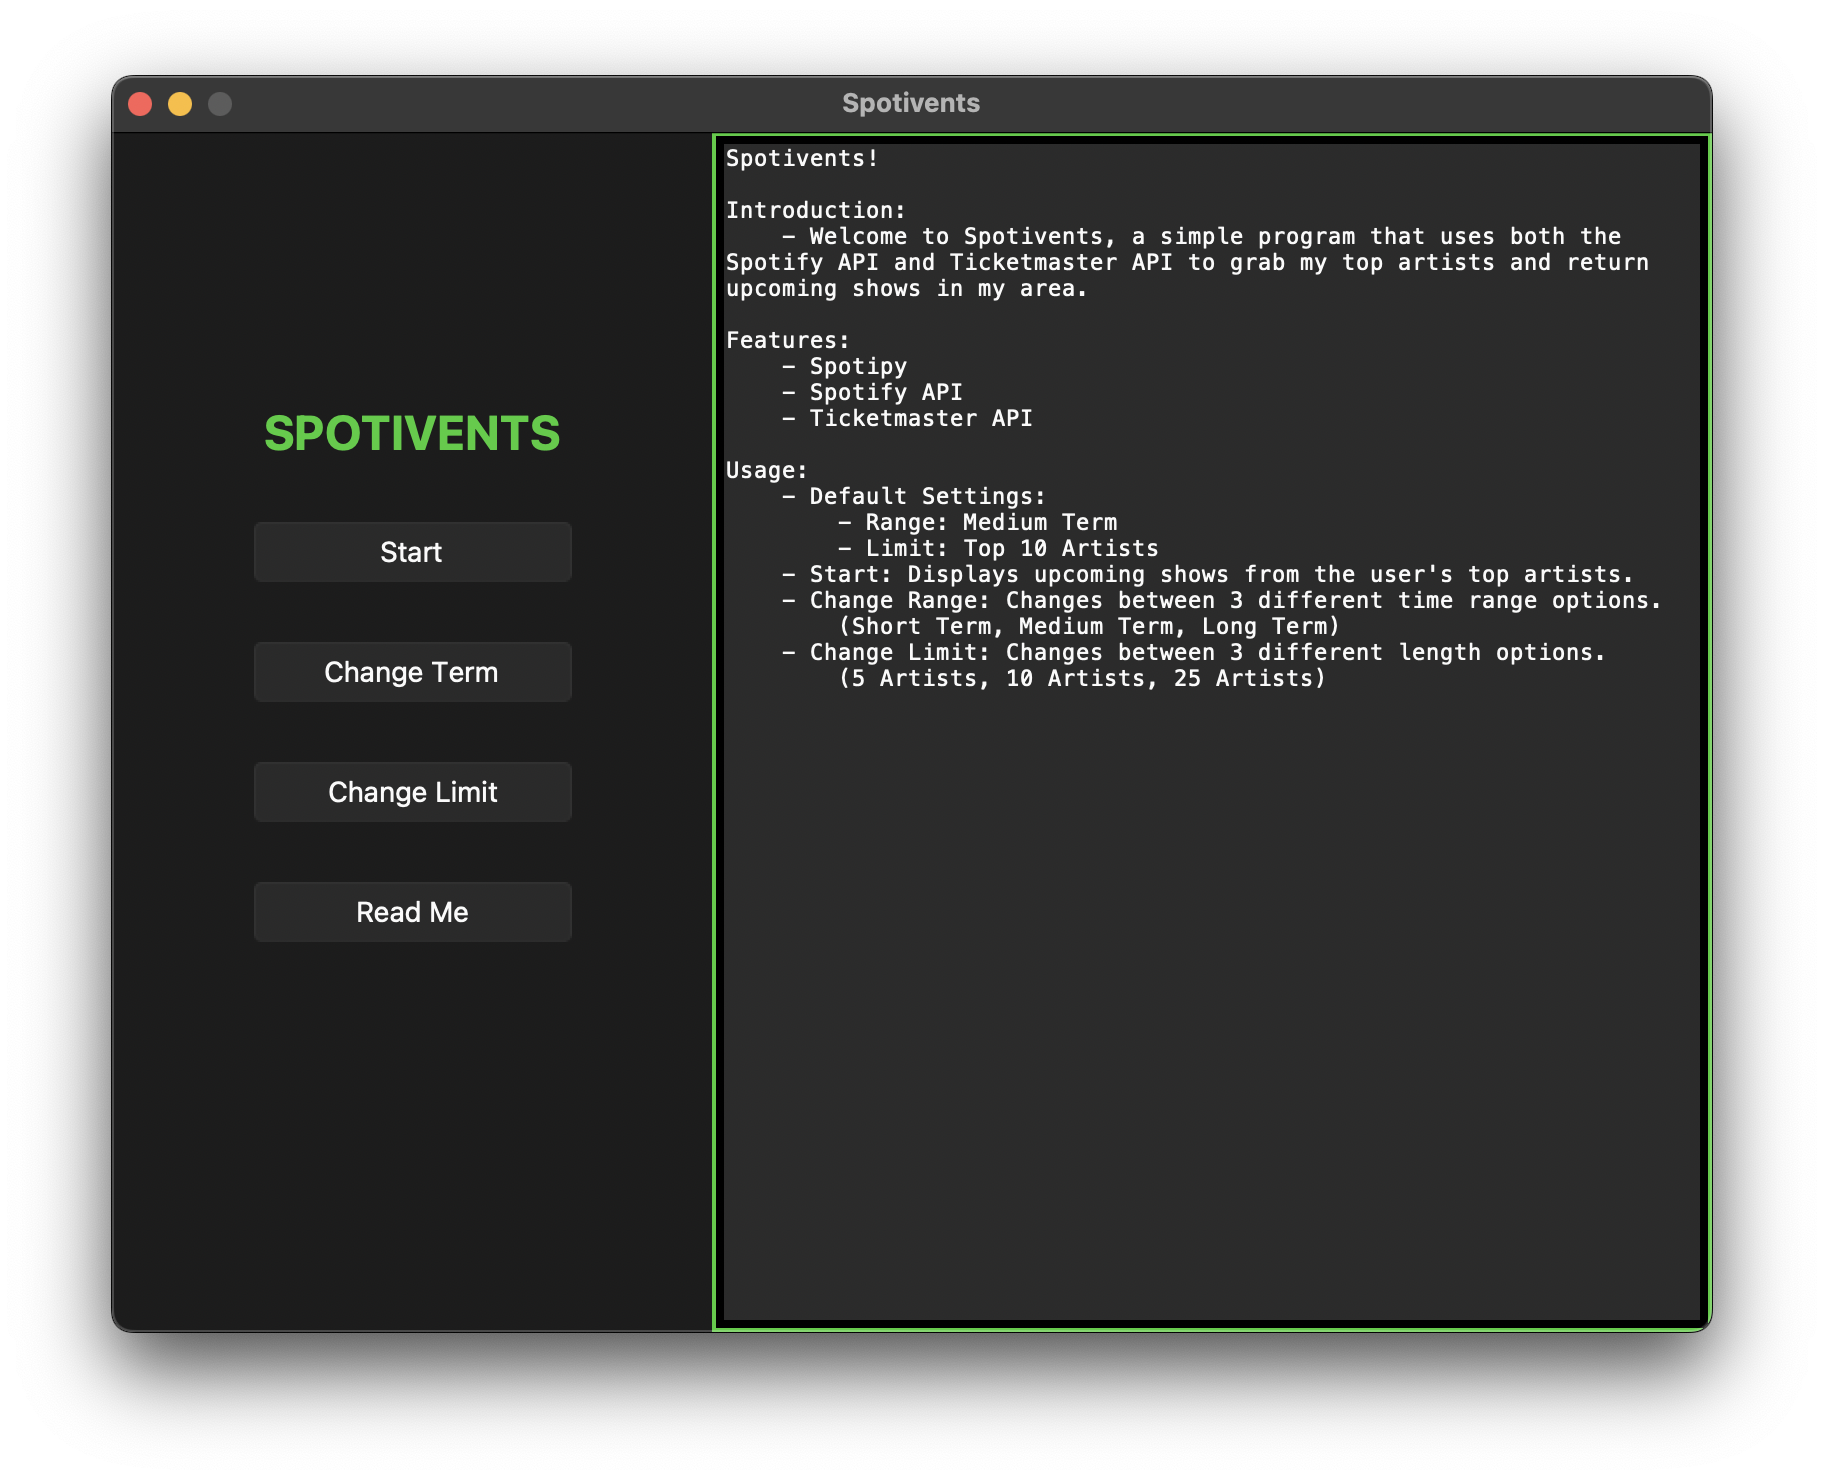 Spotivents
SPOTIVENTS
Start
Change Term
Change Limit
Read Me
Spotivents!
Introduction:
    - Welcome to Spotivents, a simple program that uses both the
Spotify API and Ticketmaster API to grab my top artists and return
upcoming shows in my area.
Features:
    - Spotipy
    - Spotify API
    - Ticketmaster API
Usage:
    - Default Settings:
        - Range: Medium Term
        - Limit: Top 10 Artists
    - Start: Displays upcoming shows from the user's top artists.
    - Change Range: Changes between 3 different time range options.
        (Short Term, Medium Term, Long Term)
    - Change Limit: Changes between 3 different length options.
        (5 Artists, 10 Artists, 25 Artists)